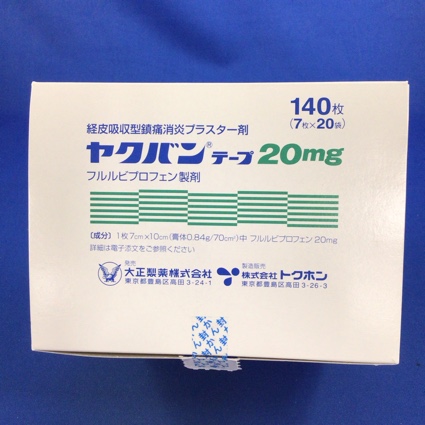 140枚
(7枚×20袋)
経皮吸収型鎮痛消炎プラスター剤
ヤクバン®テープ 20mg
フルルビプロフェン製剤
〔成分〕 1枚7cm×10cm(膏体0.84g/70cm²)中 フルルビプロフェン20mg
詳細は電子添文をご参照ください
発売
大正製薬株式会社
東京都豊島区高田3-24-1
製造販売
株式会社トクホン
東京都豊島区高田3-26-3